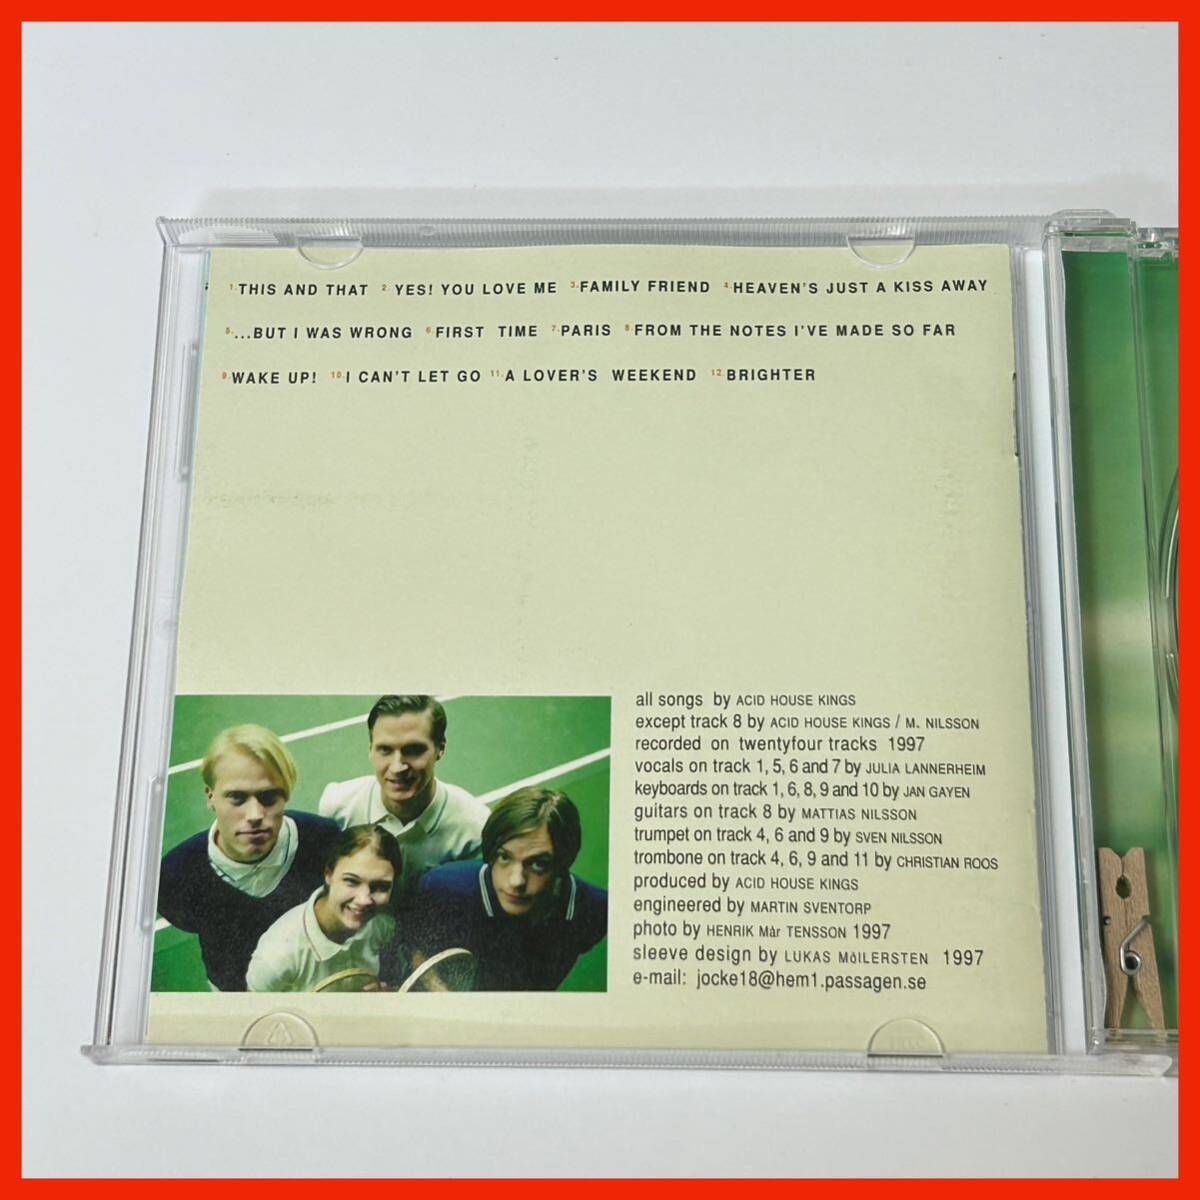 1. THIS AND THAT 2. YES! YOU LOVE ME 3. FAMILY FRIEND 4. HEAVEN'S JUST A KISS AWAY
5. ...BUT I WAS WRONG 6. FIRST TIME 7. PARIS 8. FROM THE NOTES I'VE MADE SO FAR
9. WAKE UP! 10. I CAN'T LET GO 11. A LOVER'S WEEKEND 12. BRIGHTER
all songs by ACID HOUSE KINGS
except track 8 by ACID HOUSE KINGS / M. NILSSON
recorded on twentyfour tracks 1997
vocals on track 1, 5, 6 and 7 by JULIA LANNERHEIM
keyboards on track 1, 6, 8, 9 and 10 by JAN GAYEN
guitars on track 8 by MATTIAS NILSSON
trumpet on track 4, 6 and 9 by SVEN NILSSON
trombone on track 4, 6, 9 and 11 by CHRISTIAN ROOS
produced by ACID HOUSE KINGS
engineered by MARTIN SVENTORP
photo by HENRIK Mår TENSSON 1997
sleeve design by LUKAS MöILERSTEN 1997
e-mail: jocke18@hem1.passagen.se